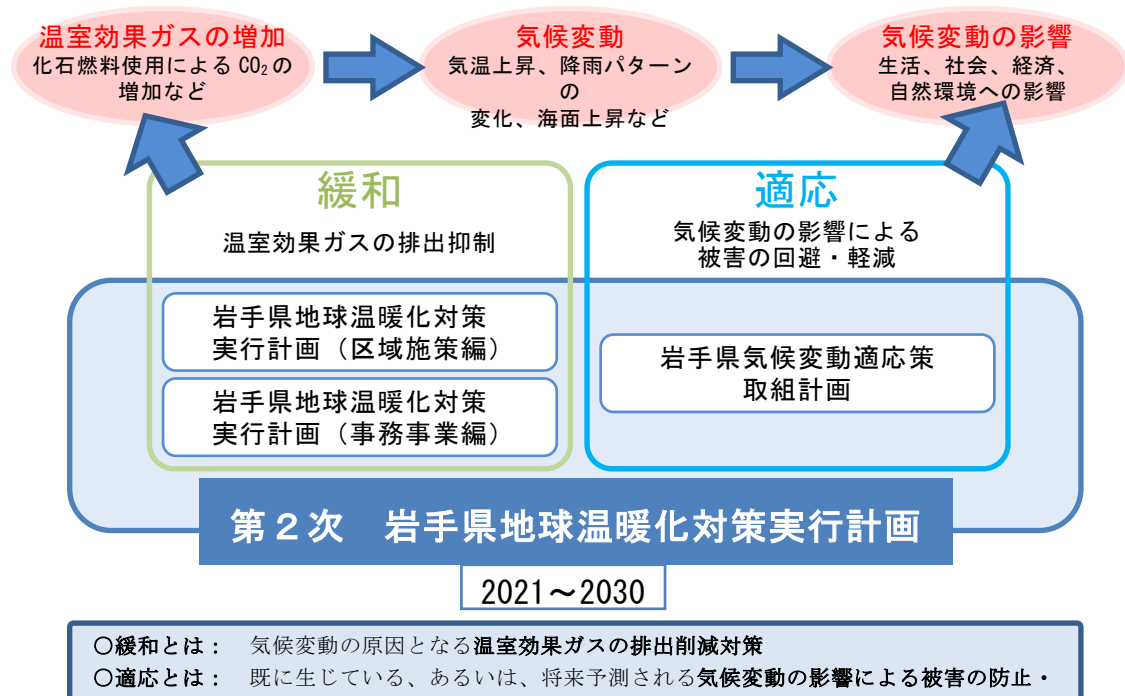 温室効果ガスの増加
化石燃料使用による CO₂の
増加など
気候変動
気温上昇、降雨パターン
の
変化、海面上昇など
気候変動の影響
生活、社会、経済、
自然環境への影響
緩和
温室効果ガスの排出抑制
適応
気候変動の影響による
被害の回避・軽減
岩手県地球温暖化対策
実行計画（区域施策編）
岩手県地球温暖化対策
実行計画（事務事業編）
岩手県気候変動適応策
取組計画
第２次　岩手県地球温暖化対策実行計画
2021～2030
○緩和とは：　気候変動の原因となる温室効果ガスの排出削減対策
○適応とは：　既に生じている、あるいは、将来予測される気候変動の影響による被害の防止・